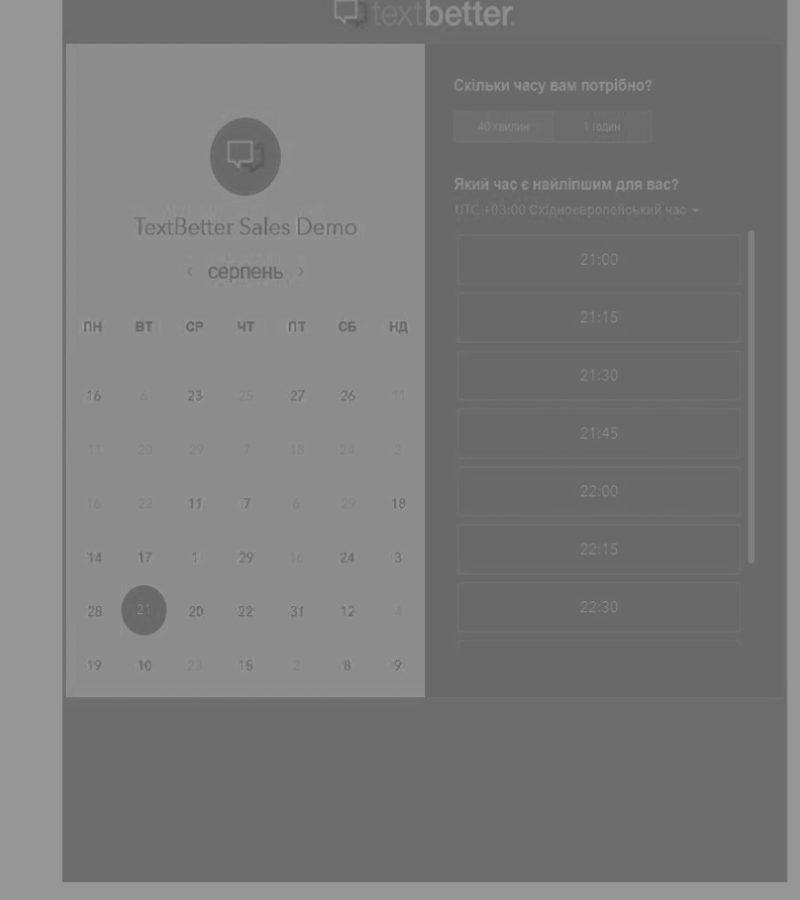 textbetter.
TextBetter Sales Demo
‹ серпень ›
ПН ВТ СР ЧТ ПТ СБ НД
16 6 23 25 27 26 11
11 20 29 7 18 24 2
16 22 11 7 6 29 18
14 17 1 29 16 24 3
28 21 20 22 31 12 4
19 10 23 15 2 8 9
Скільки часу вам потрібно?
40 хвилин 1 годин
Який час є найліпшим для вас?
UTC +03:00 Східноєвропейський час
21:00
21:15
21:30
21:45
22:00
22:15
22:30